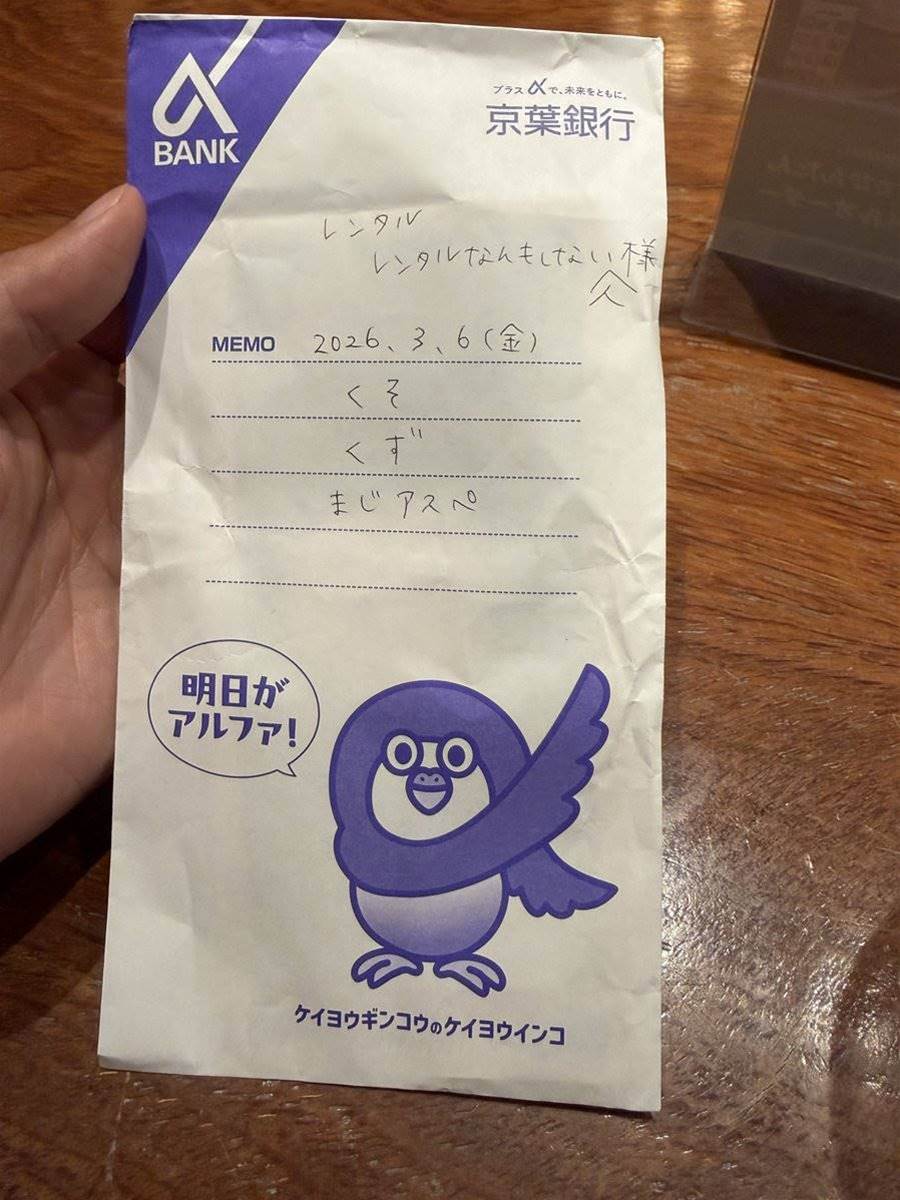 α
BANK
プラスαで、未来をともに。
京葉銀行
レンタル
レンタルなんもしない様
人
MEMO 2026、3、6(金)
くそ
くず
まじアスペ
明日が
アルファ!
ケイヨウギンコウのケイヨウインコ